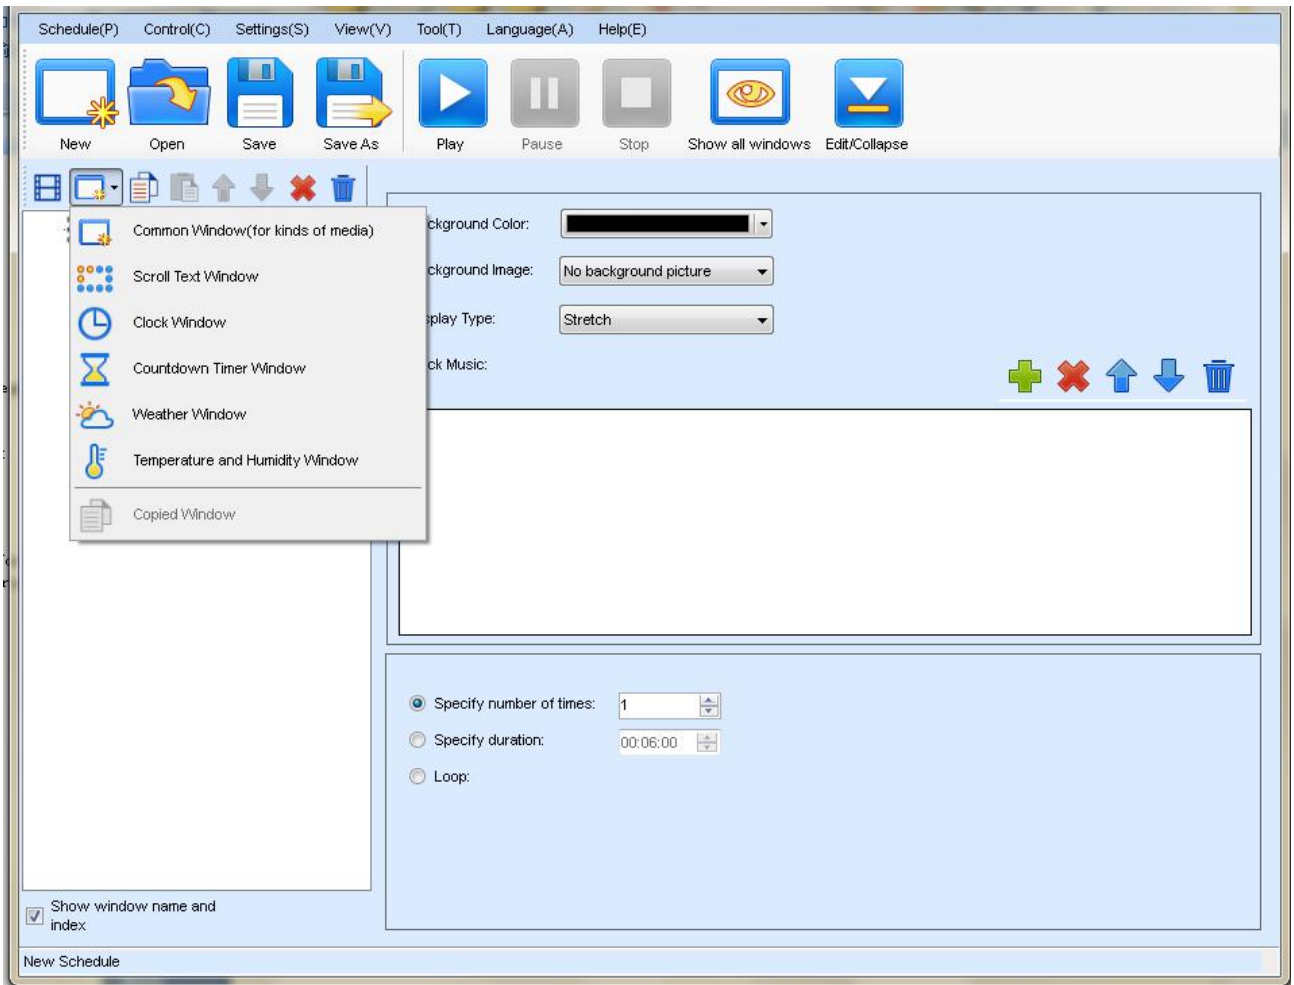 Schedule(P) Control(C) Settings(S) View(V) Tool(T) Language(A) Help(E)
New Open Save Save As Play Pause Stop Show all windows Edit/Collapse
Common Window(for kinds of media)
Scroll Text Window
Clock Window
Countdown Timer Window
Weather Window
Temperature and Humidity Window
Copied Window
ckground Color:
ckground Image: No background picture
splay Type: Stretch
ck Music:
Specify number of times: 1
Specify duration: 00:06:00
Loop:
Show window name and
index
New Schedule